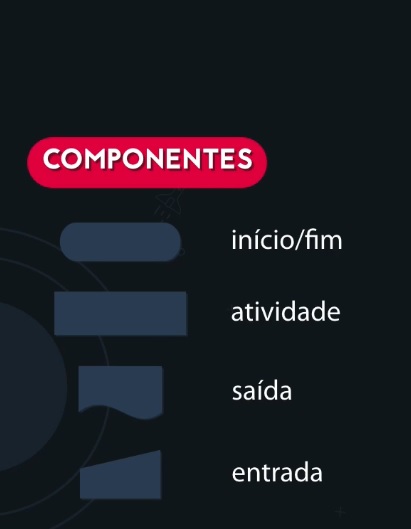 COMPONENTES
início/fim
atividade
saída
entrada